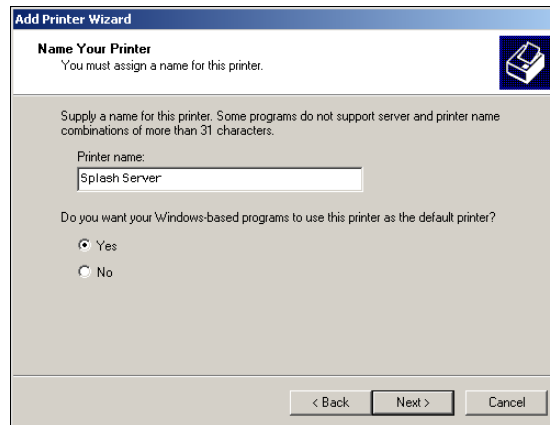 Add Printer Wizard
Name Your Printer
You must assign a name for this printer.
Supply a name for this printer. Some programs do not support server and printer name
combinations of more than 31 characters.
Printer name:
Splash Server
Do you want your Windows-based programs to use this printer as the default printer?
Yes
No
< Back
Next >
Cancel